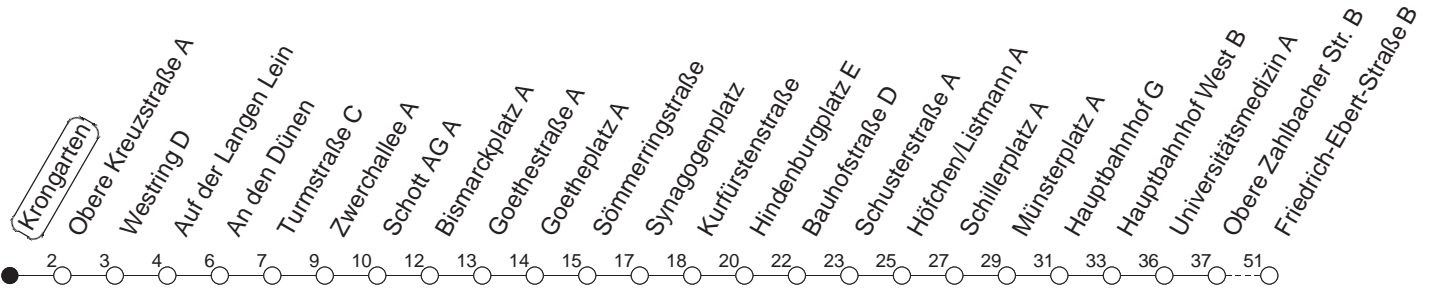 Krongarten
Obere Kreuzstraße A
Westring D
Auf der Langen Lein
An den Dünen
Turmstraße C
Zwerchallee A
Schott AG A
Bismarckplatz A
Goethestraße A
Goetheplatz A
Sömmerringstraße
Synagogenplatz
Kurfürstenstraße
Hindenburgplatz E
Bauhofstraße D
Schusterstraße A
Höfchen/Listmann A
Schillerplatz A
Münsterplatz A
Hauptbahnhof G
Hauptbahnhof West B
Universitätsmedizin A
Obere Zahlbacher Str. B
Friedrich-Ebert-Straße B
2 3 4 6 7 9 10 12 13 14 15 17 18 20 22 23 25 27 29 31 33 36 37 51